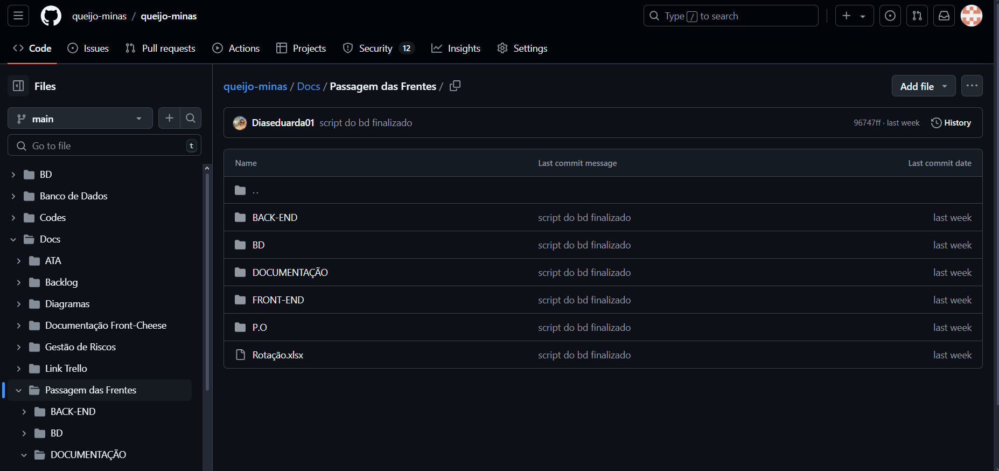 queijo-minas / queijo-minas
Type / to search
Code
Issues
Pull requests
Actions
Projects
Security 12
Insights
Settings
Files
main
Go to file
t
BD
Banco de Dados
Codes
Docs
ATA
Backlog
Diagramas
Documentação Front-Cheese
Gestão de Riscos
Link Trello
Passagem das Frentes
BACK-END
BD
DOCUMENTAÇÃO
queijo-minas / Docs / Passagem das Frentes /
Add file
Diaseduarda01 script do bd finalizado
96747ff · last week
History
Name Last commit message Last commit date
..
BACK-END script do bd finalizado last week
BD script do bd finalizado last week
DOCUMENTAÇÃO script do bd finalizado last week
FRONT-END script do bd finalizado last week
P.O script do bd finalizado last week
Rotação.xlsx script do bd finalizado last week